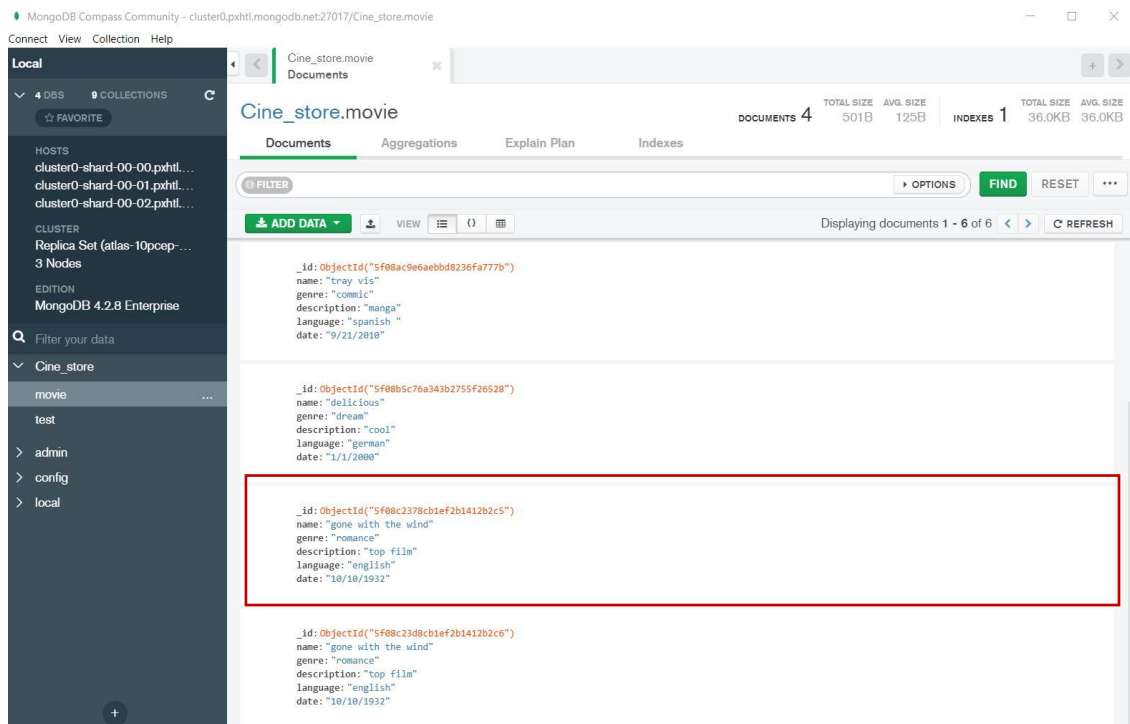 MongoDB Compass Community - cluster0.pxhtl.mongodb.net:27017/Cine_store.movie
Connect View Collection Help
Local
4 DBS 9 COLLECTIONS
FAVORITE
HOSTS
cluster0-shard-00-00.pxhtl....
cluster0-shard-00-01.pxhtl....
cluster0-shard-00-02.pxhtl....
CLUSTER
Replica Set (atlas-10pcep-...
3 Nodes
EDITION
MongoDB 4.2.8 Enterprise
Filter your data
Cine_store
movie ...
test
admin
config
local
Cine_store.movie
Documents
Cine_store.movie
DOCUMENTS 4 TOTAL SIZE 501B AVG. SIZE 125B INDEXES 1 TOTAL SIZE 36.0KB AVG. SIZE 36.0KB
Documents Aggregations Explain Plan Indexes
FILTER OPTIONS FIND RESET ...
ADD DATA VIEW {} Displaying documents 1 - 6 of 6 < > REFRESH
_id:ObjectId("5f08ac9e6aebbd8236fa777b")
name:"tray vis"
genre:"commic"
description:"manga"
language:"spanish "
date:"9/21/2010"
_id:ObjectId("5f08b5c76a343b2755f26528")
name:"delicious"
genre:"dream"
description:"cool"
language:"german"
date:"1/1/2000"
_id:ObjectId("5f08c2378cb1ef2b1412b2c5")
name:"gone with the wind"
genre:"romance"
description:"top film"
language:"english"
date:"10/10/1932"
_id:ObjectId("5f08c23d8cb1ef2b1412b2c6")
name:"gone with the wind"
genre:"romance"
description:"top film"
language:"english"
date:"10/10/1932"